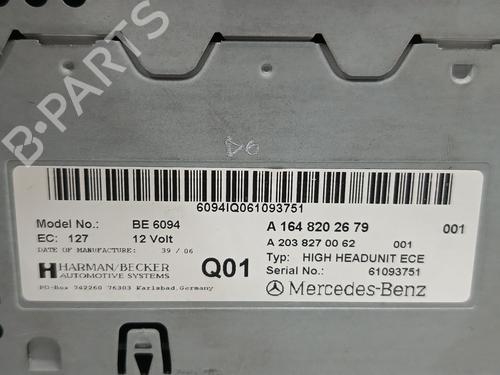 B-PARTS
6094IQ061093751
Model No.: BE 6094
EC: 127 12 Volt
DATE OF MANUFACTURE: 39 / 06
HARMAN/BECKER
AUTOMOTIVE SYSTEMS
PO-Box 742260 76303 Karlsbad,Germany
Q01
A 164 820 26 79 001
A 203 827 00 62 001
Typ: HIGH HEADUNIT ECE
Serial No.: 61093751
Mercedes-Benz